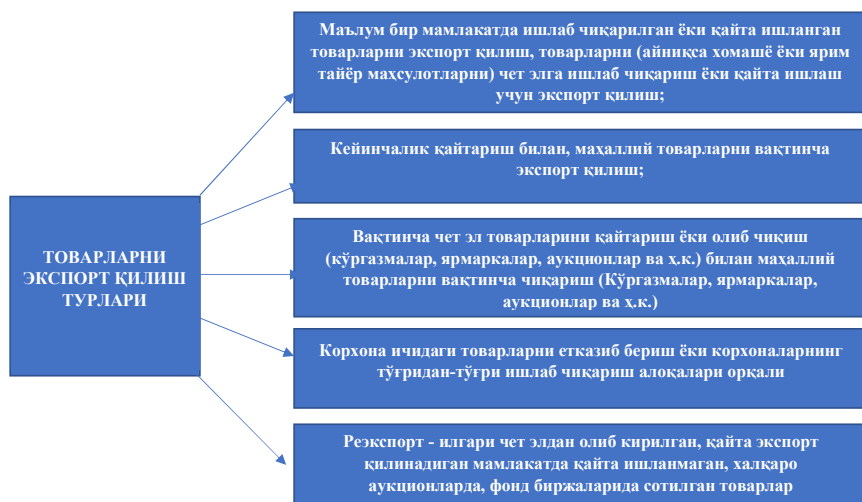 Маълум бир мамлакатда ишлаб чиқарилган ёки қайта ишланган
товарларни экспорт қилиш, товарларни (айниқса хомашё ёки ярим
тайёр маҳсулотларни) чет элга ишлаб чиқариш ёки қайта ишлаш
учун экспорт қилиш;
Кейинчалик қайтариш билан, маҳаллий товарларни вақтинча
экспорт қилиш;
ТОВАРЛАРНИ
ЭКСПОРТ ҚИЛИШ
ТУРЛАРИ
Вақтинча чет эл товарларини қайтариш ёки олиб чиқиш
(кўргазмалар, ярмаркалар, аукционлар ва ҳ.к.) билан маҳаллий
товарларни вақтинча чиқариш (Кўргазмалар, ярмаркалар,
аукционлар ва ҳ.к.)
Корхона ичидаги товарларни етказиб бериш ёки корхоналарнинг
тўғридан-тўғри ишлаб чиқариш алоқалари орқали
Реэкспорт - илгари чет элдан олиб кирилган, қайта экспорт
қилинадиган мамлакатда қайта ишланмаган, халқаро
аукционларда, фонд биржаларида сотилган товарлар